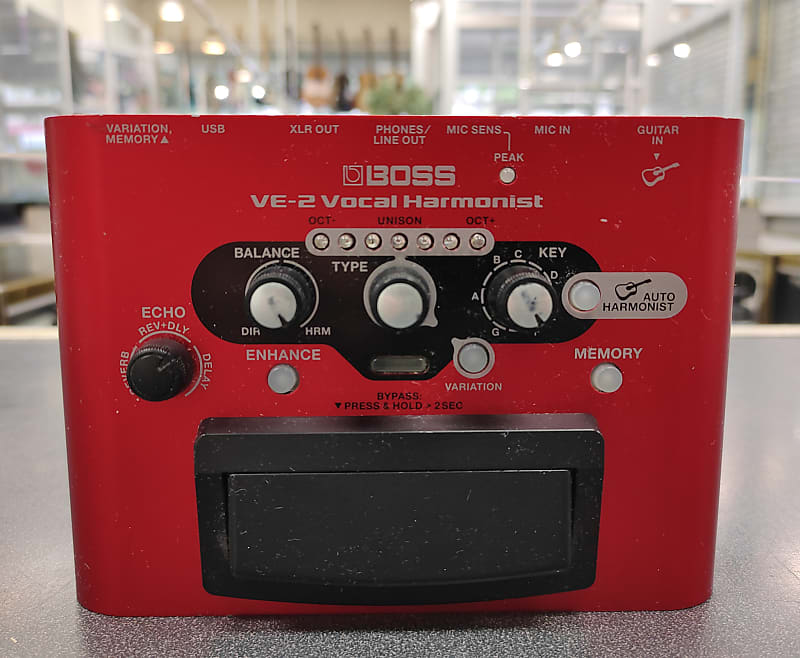 VARIATION,
MEMORY▲
USB
XLR OUT
PHONES/
LINE OUT
MIC SENS
MIC IN
GUITAR
IN
▼
PEAK
BOSS
VE-2 Vocal Harmonist
OCT- UNISON OCT+
BALANCE
TYPE
KEY
B C D
A
G
DIR HRM
AUTO
HARMONIST
ECHO
REV+DLY
DELAY
ENHANCE
VARIATION
MEMORY
BYPASS:
▼PRESS & HOLD > 2SEC